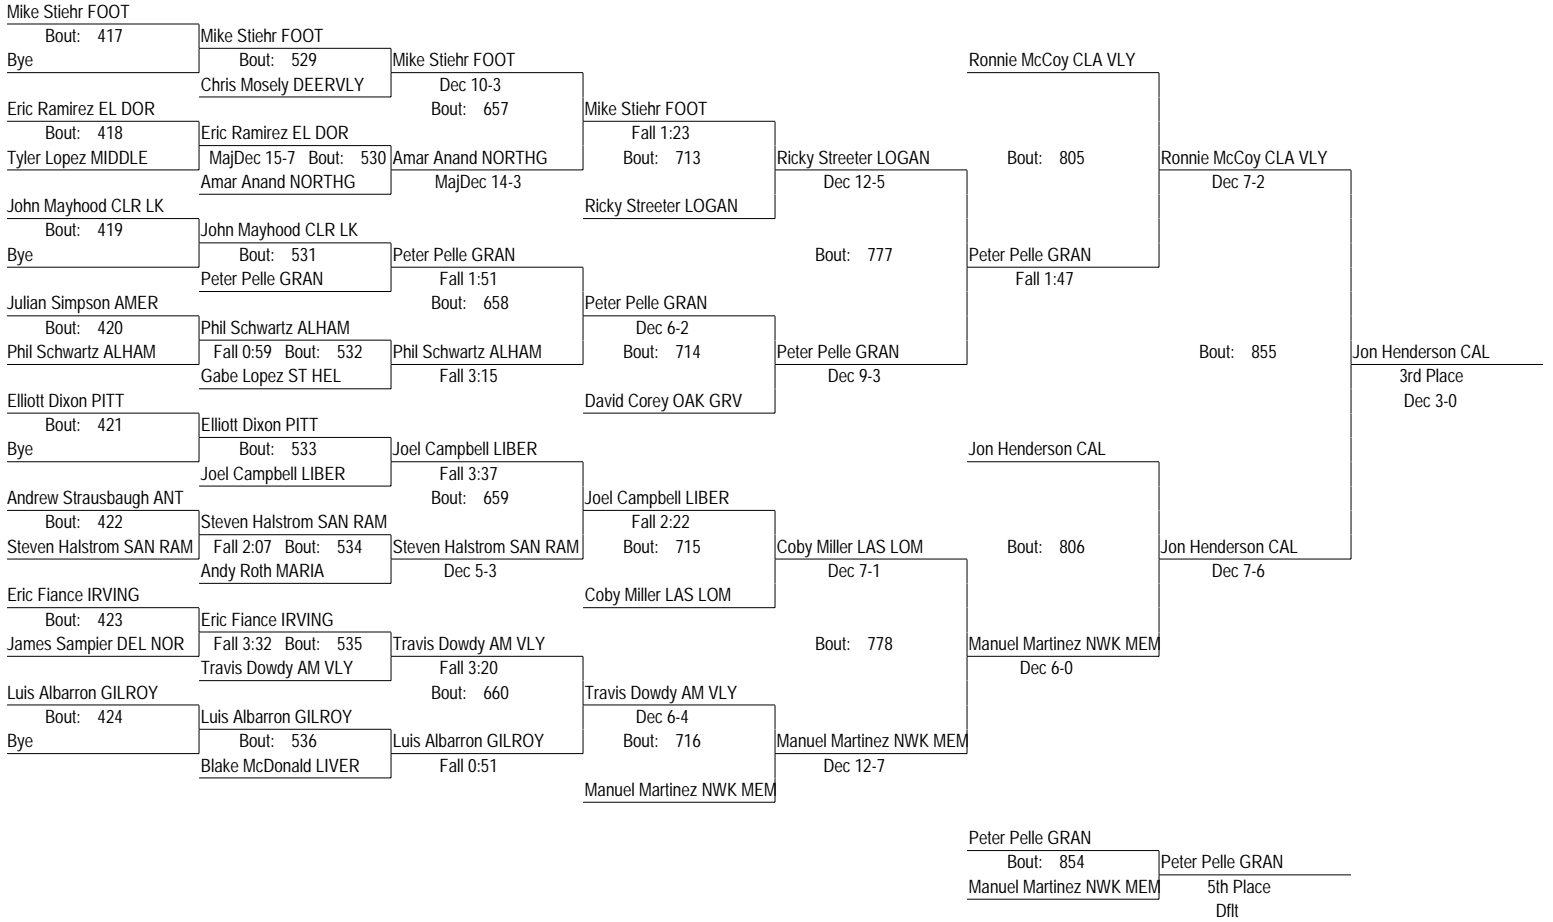 Mike Stiehr FOOT
Bout: 417
Bye
Eric Ramirez EL DOR
Bout: 418
Tyler Lopez MIDDLE
John Mayhood CLR LK
Bout: 419
Bye
Julian Simpson AMER
Bout: 420
Phil Schwartz ALHAM
Elliott Dixon PITT
Bout: 421
Bye
Andrew Strausbaugh ANT
Bout: 422
Steven Halstrom SAN RAM
Eric Fiance IRVING
Bout: 423
James Sampier DEL NOR
Luis Albarron GILROY
Bout: 424
Bye
Mike Stiehr FOOT
Bout: 529
Chris Mosely DEERVLY
Eric Ramirez EL DOR
MajDec 15-7 Bout: 530
Amar Anand NORTHG
John Mayhood CLR LK
Bout: 531
Peter Pelle GRAN
Phil Schwartz ALHAM
Fall 0:59 Bout: 532
Gabe Lopez ST HEL
Elliott Dixon PITT
Bout: 533
Joel Campbell LIBER
Steven Halstrom SAN RAM
Fall 2:07 Bout: 534
Andy Roth MARIA
Eric Fiance IRVING
Fall 3:32 Bout: 535
Travis Dowdy AM VLY
Luis Albarron GILROY
Bout: 536
Blake McDonald LIVER
Mike Stiehr FOOT
Dec 10-3
Bout: 657
Amar Anand NORTHG
MajDec 14-3
Peter Pelle GRAN
Fall 1:51
Bout: 658
Phil Schwartz ALHAM
Fall 3:15
Joel Campbell LIBER
Fall 3:37
Bout: 659
Steven Halstrom SAN RAM
Dec 5-3
Travis Dowdy AM VLY
Fall 3:20
Bout: 660
Luis Albarron GILROY
Fall 0:51
Mike Stiehr FOOT
Fall 1:23
Bout: 713
Ricky Streeter LOGAN
Peter Pelle GRAN
Dec 6-2
Bout: 714
David Corey OAK GRV
Joel Campbell LIBER
Fall 2:22
Bout: 715
Coby Miller LAS LOM
Travis Dowdy AM VLY
Dec 6-4
Bout: 716
Manuel Martinez NWK MEM
Ricky Streeter LOGAN
Dec 12-5
Bout: 777
Peter Pelle GRAN
Dec 9-3
Coby Miller LAS LOM
Dec 7-1
Bout: 778
Manuel Martinez NWK MEM
Dec 12-7
Ronnie McCoy CLA VLY
Bout: 805
Peter Pelle GRAN
Fall 1:47
Jon Henderson CAL
Bout: 806
Manuel Martinez NWK MEM
Dec 6-0
Ronnie McCoy CLA VLY
Dec 7-2
Bout: 855
Jon Henderson CAL
Dec 7-6
Jon Henderson CAL
3rd Place
Dec 3-0
Peter Pelle GRAN
Bout: 854
Manuel Martinez NWK MEM
Peter Pelle GRAN
5th Place
Dflt